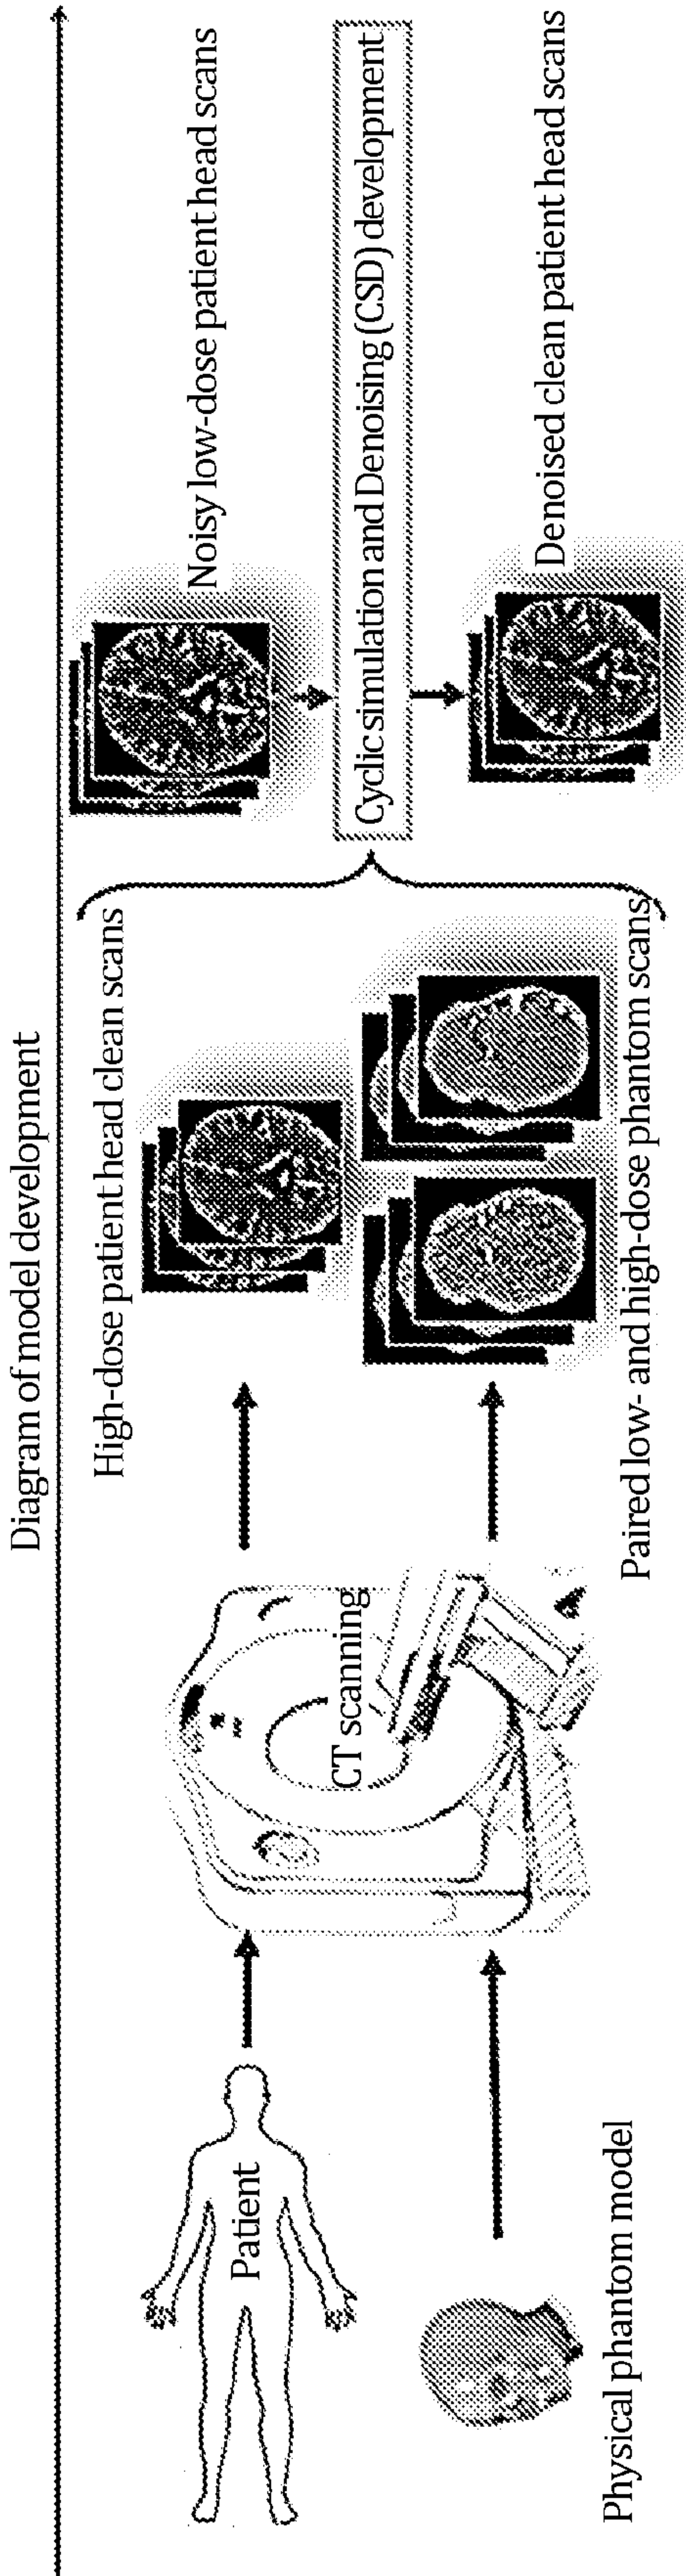 Diagram of model development
Patient
Physical phantom model
CT scanning
High-dose patient head clean scans
Paired low- and high-dose phantom scans
Noisy low-dose patient head scans
Cyclic simulation and Denoising (CSD) development
Denoised clean patient head scans